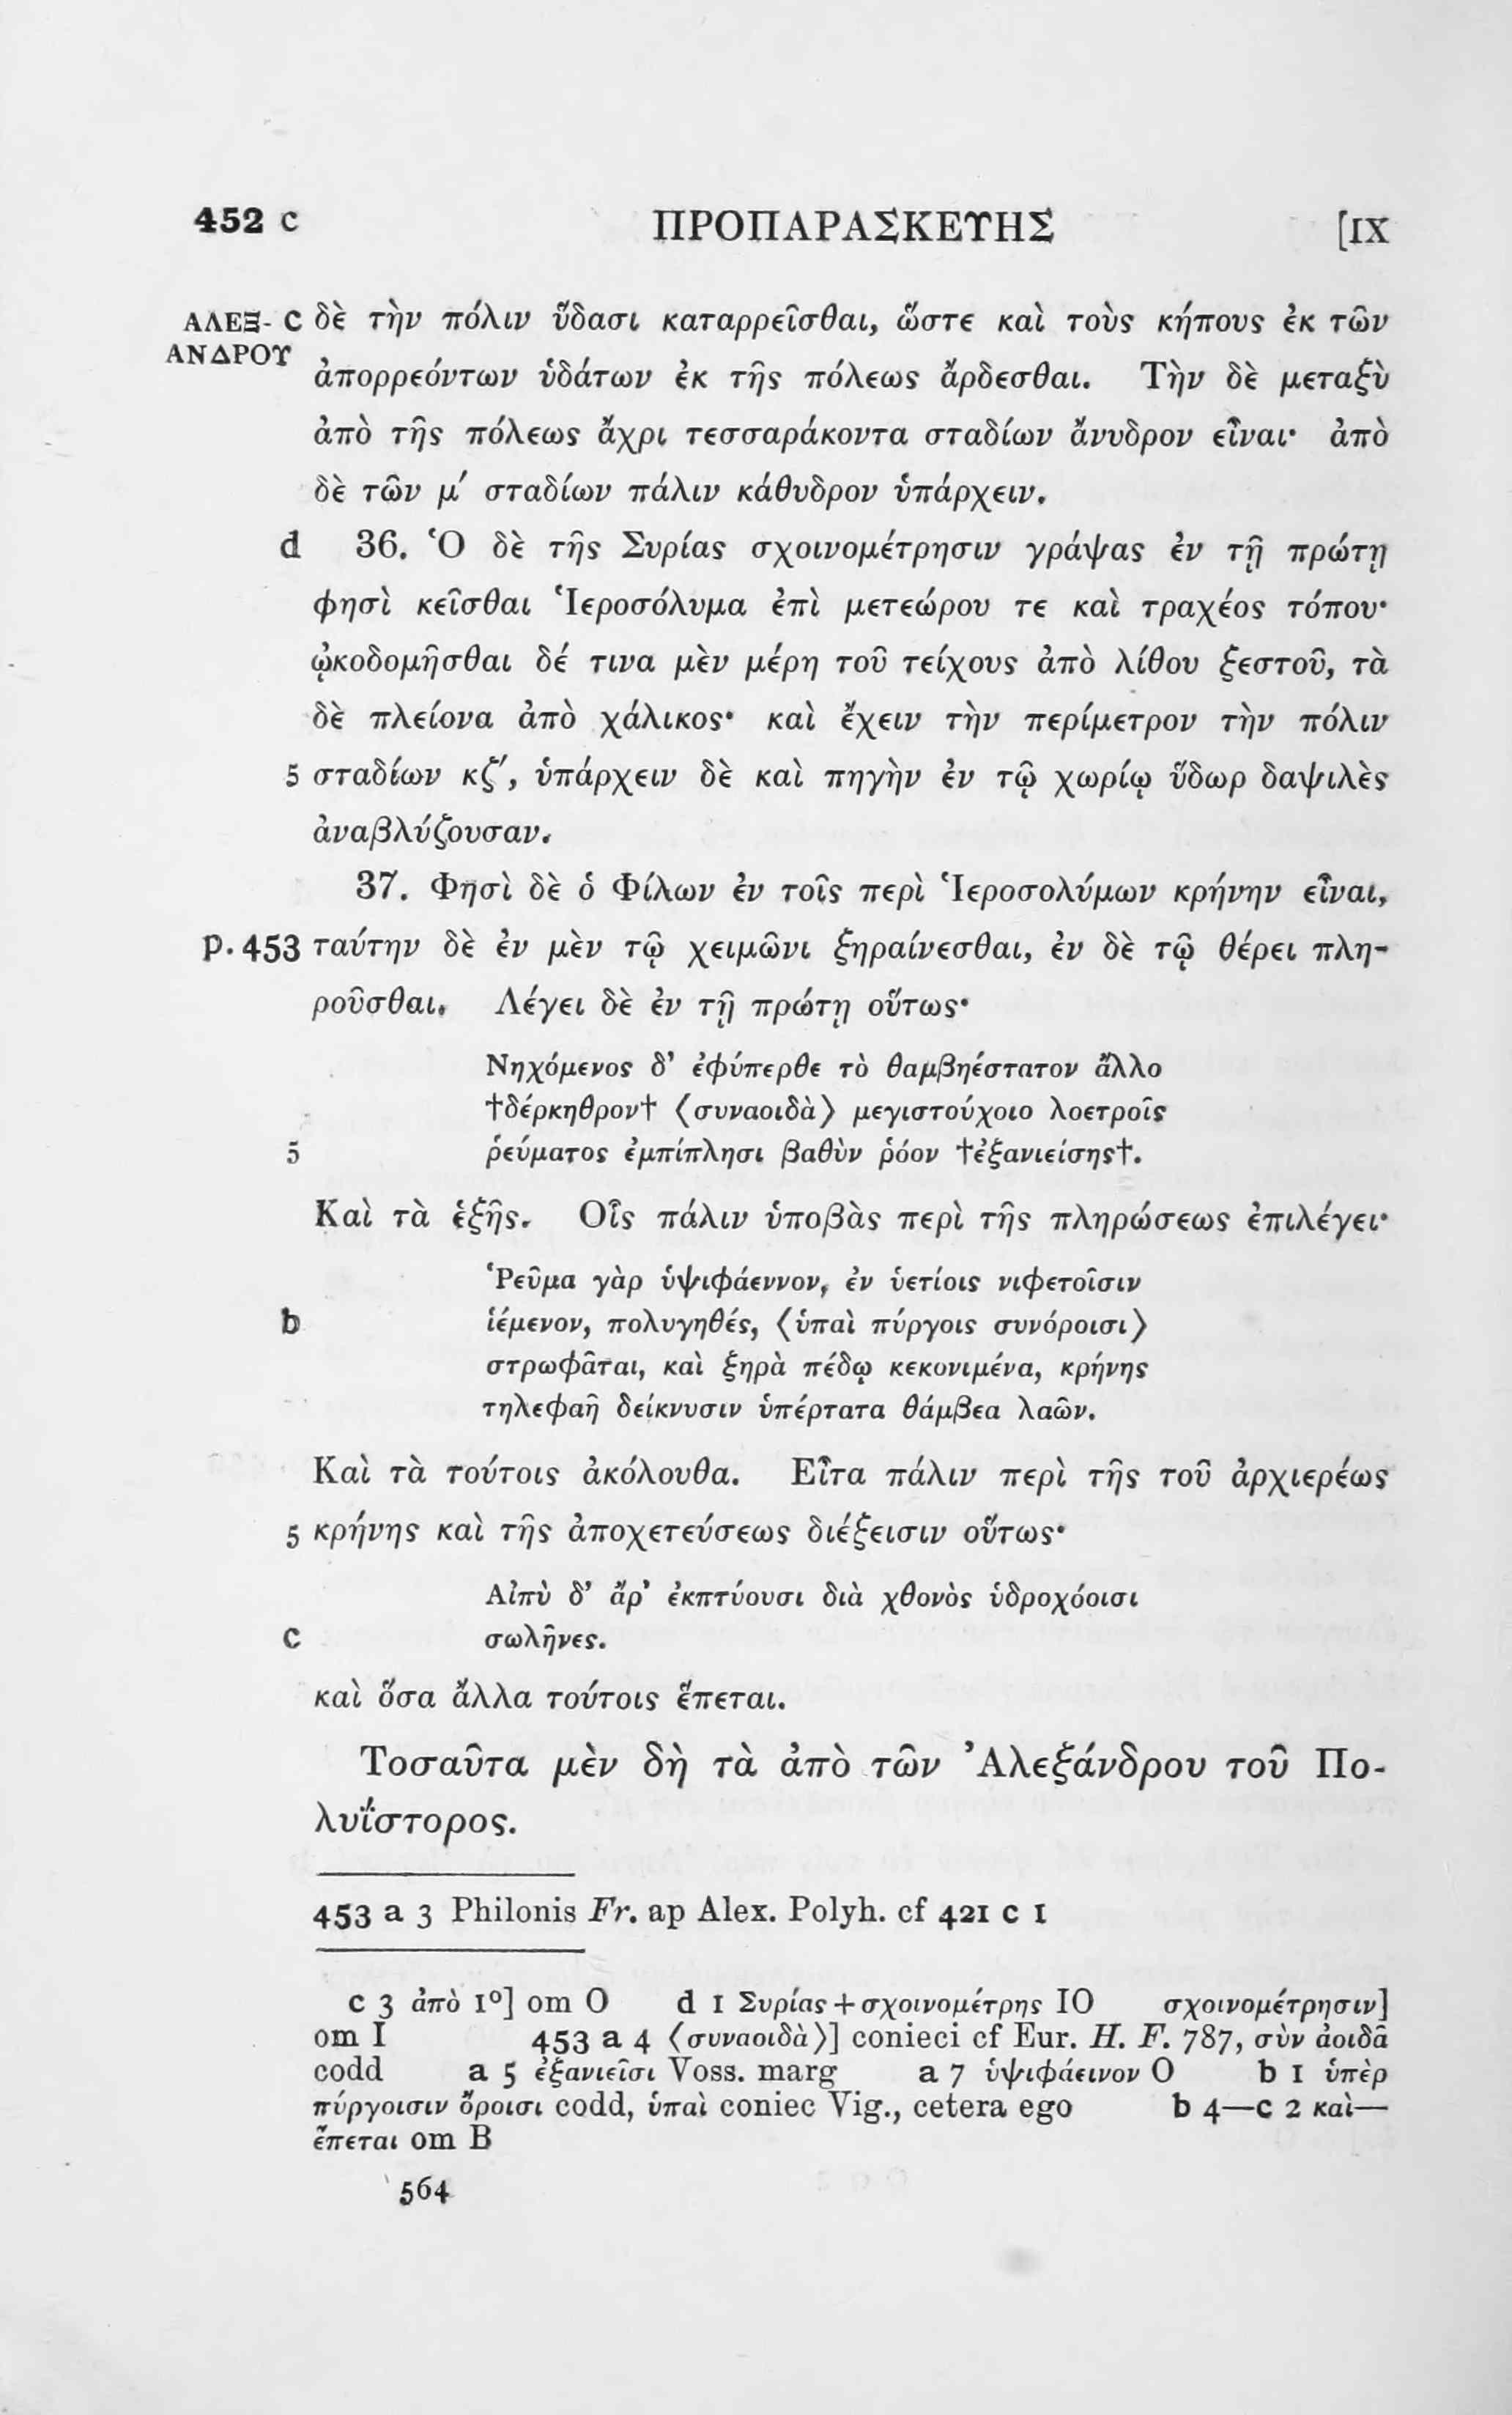 452 c ΠΡΟΠΑΡΑΣΚΕΥΗΣ [IX
ΑΛΕΞ- c δὲ τὴν πόλιν ὕδασι καταρρεῖσθαι, ὥστε καὶ τοὺς κήπους ἐκ τῶν
ΑΝΔΡΟΥ ἀπορρεόντων ὑδάτων ἐκ τῆς πόλεως ἄρδεσθαι. Τὴν δὲ μεταξὺ
ἀπὸ τῆς πόλεως ἄχρι τεσσαράκοντα σταδίων ἄνυδρον εἶναι· ἀπὸ
δὲ τῶν μ′ σταδίων πάλιν κάθυδρον ὑπάρχειν.
d 36. Ὁ δὲ τῆς Συρίας σχοινομέτρησιν γράψας ἐν τῇ πρώτῃ
φησὶ κεῖσθαι Ἱεροσόλυμα ἐπὶ μετεώρου τε καὶ τραχέος τόπου·
ᾠκοδομῆσθαι δέ τινα μὲν μέρη τοῦ τείχους ἀπὸ λίθου ξεστοῦ, τὰ
δὲ πλείονα ἀπὸ χάλικος· καὶ ἔχειν τὴν περίμετρον τὴν πόλιν
5 σταδίων κζ′, ὑπάρχειν δὲ καὶ πηγὴν ἐν τῷ χωρίῳ ὕδωρ δαψιλὲς
ἀναβλύζουσαν.
37. Φησὶ δὲ ὁ Φίλων ἐν τοῖς περὶ Ἱεροσολύμων κρήνην εἶναι,
p. 453 ταύτην δὲ ἐν μὲν τῷ χειμῶνι ξηραίνεσθαι, ἐν δὲ τῷ θέρει πλη-
ροῦσθαι. Λέγει δὲ ἐν τῇ πρώτῃ οὕτως·
Νηχόμενος δ’ ἐφύπερθε τὸ θαμβηέστατον ἄλλο
†δέρκηθρον† ⟨συναοιδὰ⟩ μεγιστούχοιο λοετροῖς
5 ῥεύματος ἐμπίπλησι βαθὺν ῥόον †ἐξανιείσης†.
Καὶ τὰ ἑξῆς. Οἷς πάλιν ὑποβὰς περὶ τῆς πληρώσεως ἐπιλέγει·
Ῥεῦμα γὰρ ὑψιφάεννον, ἐν ὑετίοις νιφετοῖσιν
b ἱέμενον, πολυγηθές, ⟨ὑπαὶ πύργοις συνόροισι⟩
στρωφᾶται, καὶ ξηρὰ πέδῳ κεκονιμένα, κρήνης
τηλεφαῆ δείκνυσιν ὑπέρτατα θάμβεα λαῶν.
Καὶ τὰ τούτοις ἀκόλουθα. Εἶτα πάλιν περὶ τῆς τοῦ ἀρχιερέως
5 κρήνης καὶ τῆς ἀποχετεύσεως διέξεισιν οὕτως·
Αἰπὺ δ’ ἄρ’ ἐκπτύουσι διὰ χθονὸς ὑδροχόοισι
c σωλῆνες.
καὶ ὅσα ἄλλα τούτοις ἕπεται.
Τοσαῦτα μὲν δὴ τὰ ἀπὸ τῶν Ἀλεξάνδρου τοῦ Πο-
λυΐστορος.
453 a 3 Philonis Fr. ap Alex. Polyh. cf 421 c 1
c 3 ἀπὸ 1º] om O d 1 Συρίας + σχοινομέτρης IO σχοινομέτρησιν]
om I 453 a 4 ⟨συναοιδὰ⟩] conieci cf Eur. H. F. 787, σὺν ἀοιδᾶ
codd a 5 ἐξανιεῖσι Voss. marg a 7 ὑψιφάεινον O b 1 ὑπὲρ
πύργοισιν ὄροισι codd, ὑπαὶ coniec Vig., cetera ego b 4—c 2 καὶ—
ἕπεται om B
564